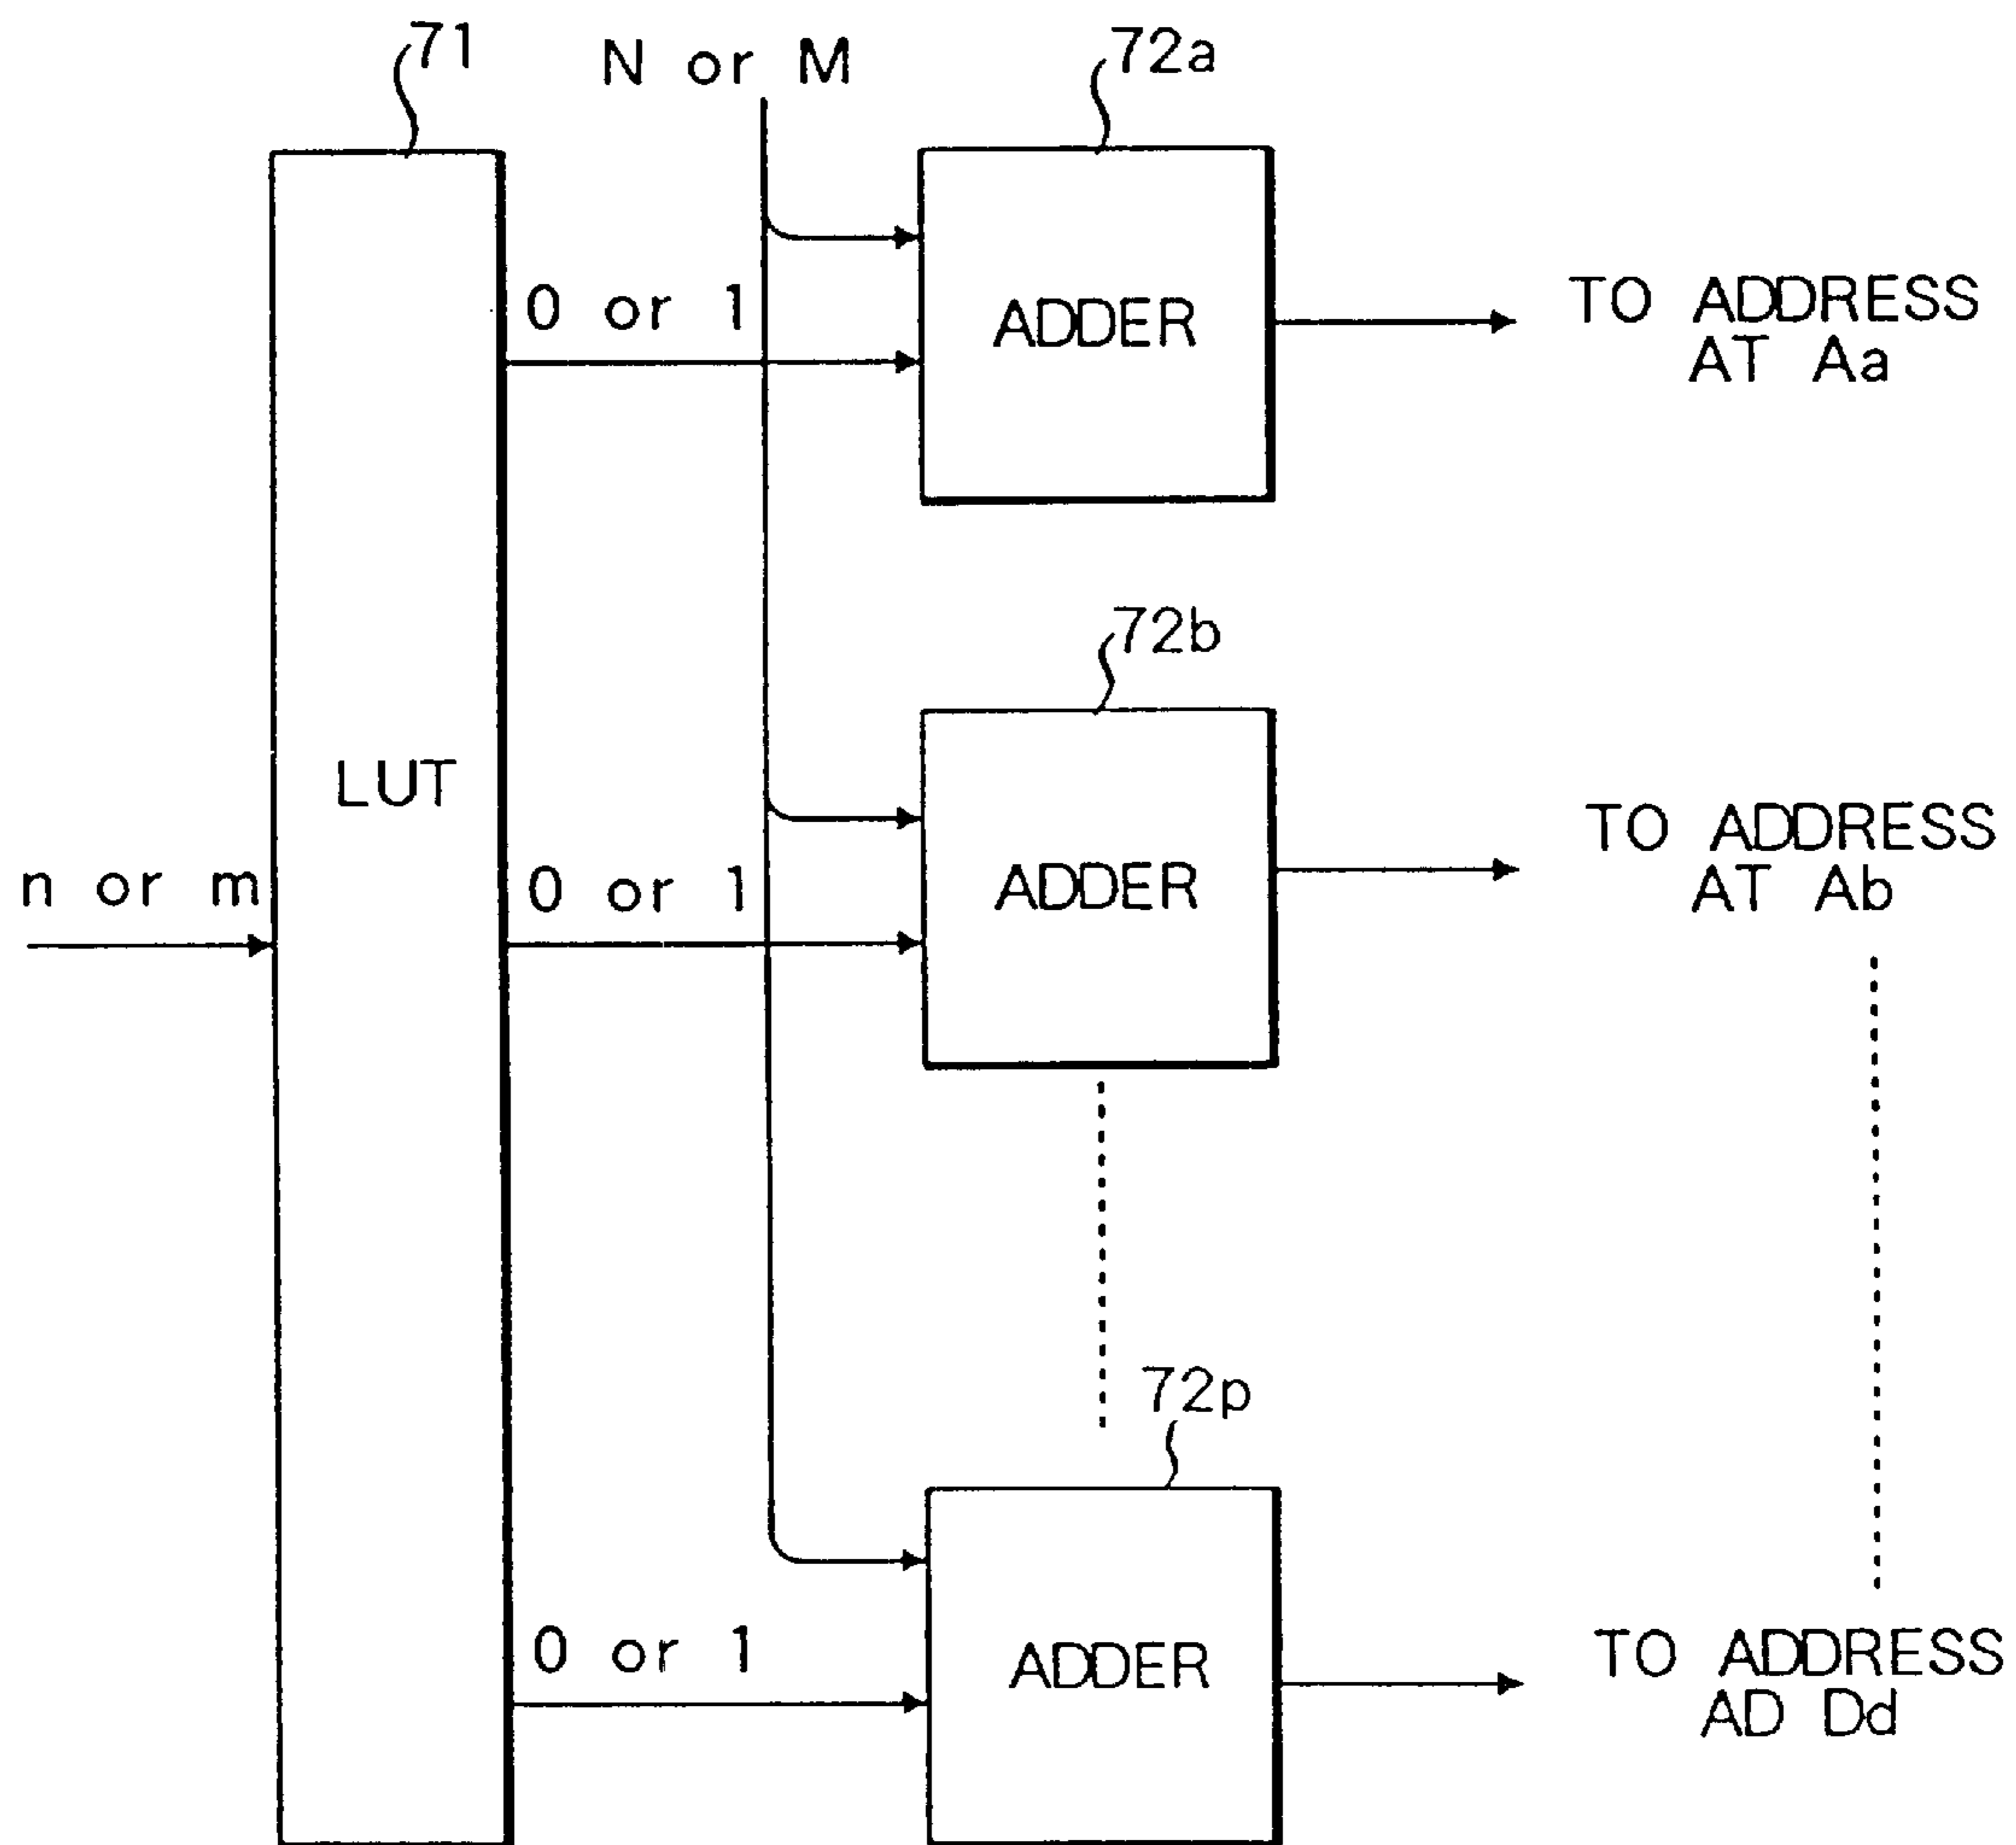 71
N or M
72a
0 or 1
ADDER
TO ADDRESS
AT Aa
72b
LUT
n or m
0 or 1
ADDER
TO ADDRESS
AT Ab
72p
0 or 1
ADDER
TO ADDRESS
AD Dd